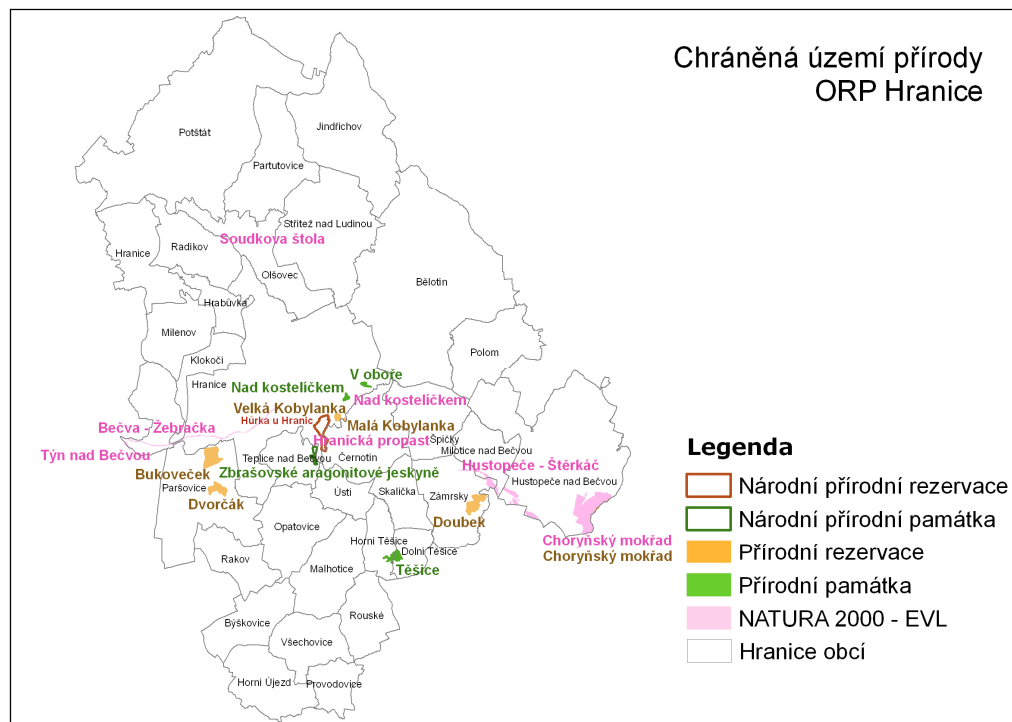 Chráněná území přírody
ORP Hranice
Potštát
Jindřichov
Partutovice
Střítež nad Ludinou
Soudkova štola
Hranice
Radíkov
Olšovec
Bělotín
Hrabůvka
Milenov
Polom
Klokočí
Hranice
V oboře
Nad kostelíčkem
Nad kostelíčkem
Velká Kobylanka
Hůrka u Hranic
Malá Kobylanka
Bečva - Žebračka
Hranická propast
Špičky
Milotice nad Bečvou
Týn nad Bečvou
Teplice nad Bečvou
Černotín
Hustopeče - Štěrkáč
Bukoveček
Zbrašovské aragonitové jeskyně
Hustopeče nad Bečvou
Paršovice
Ústí
Skalička
Zámrsky
Dvorčák
Doubek
Opatovice
Horní Těšice
Choryňský mokřad
Dolní Těšice
Choryňský mokřad
Rakov
Malhotice
Těšice
Rouské
Býškovice
Všechovice
Horní Újezd
Provodovice
Legenda
Národní přírodní rezervace
Národní přírodní památka
Přírodní rezervace
Přírodní památka
NATURA 2000 - EVL
Hranice obcí